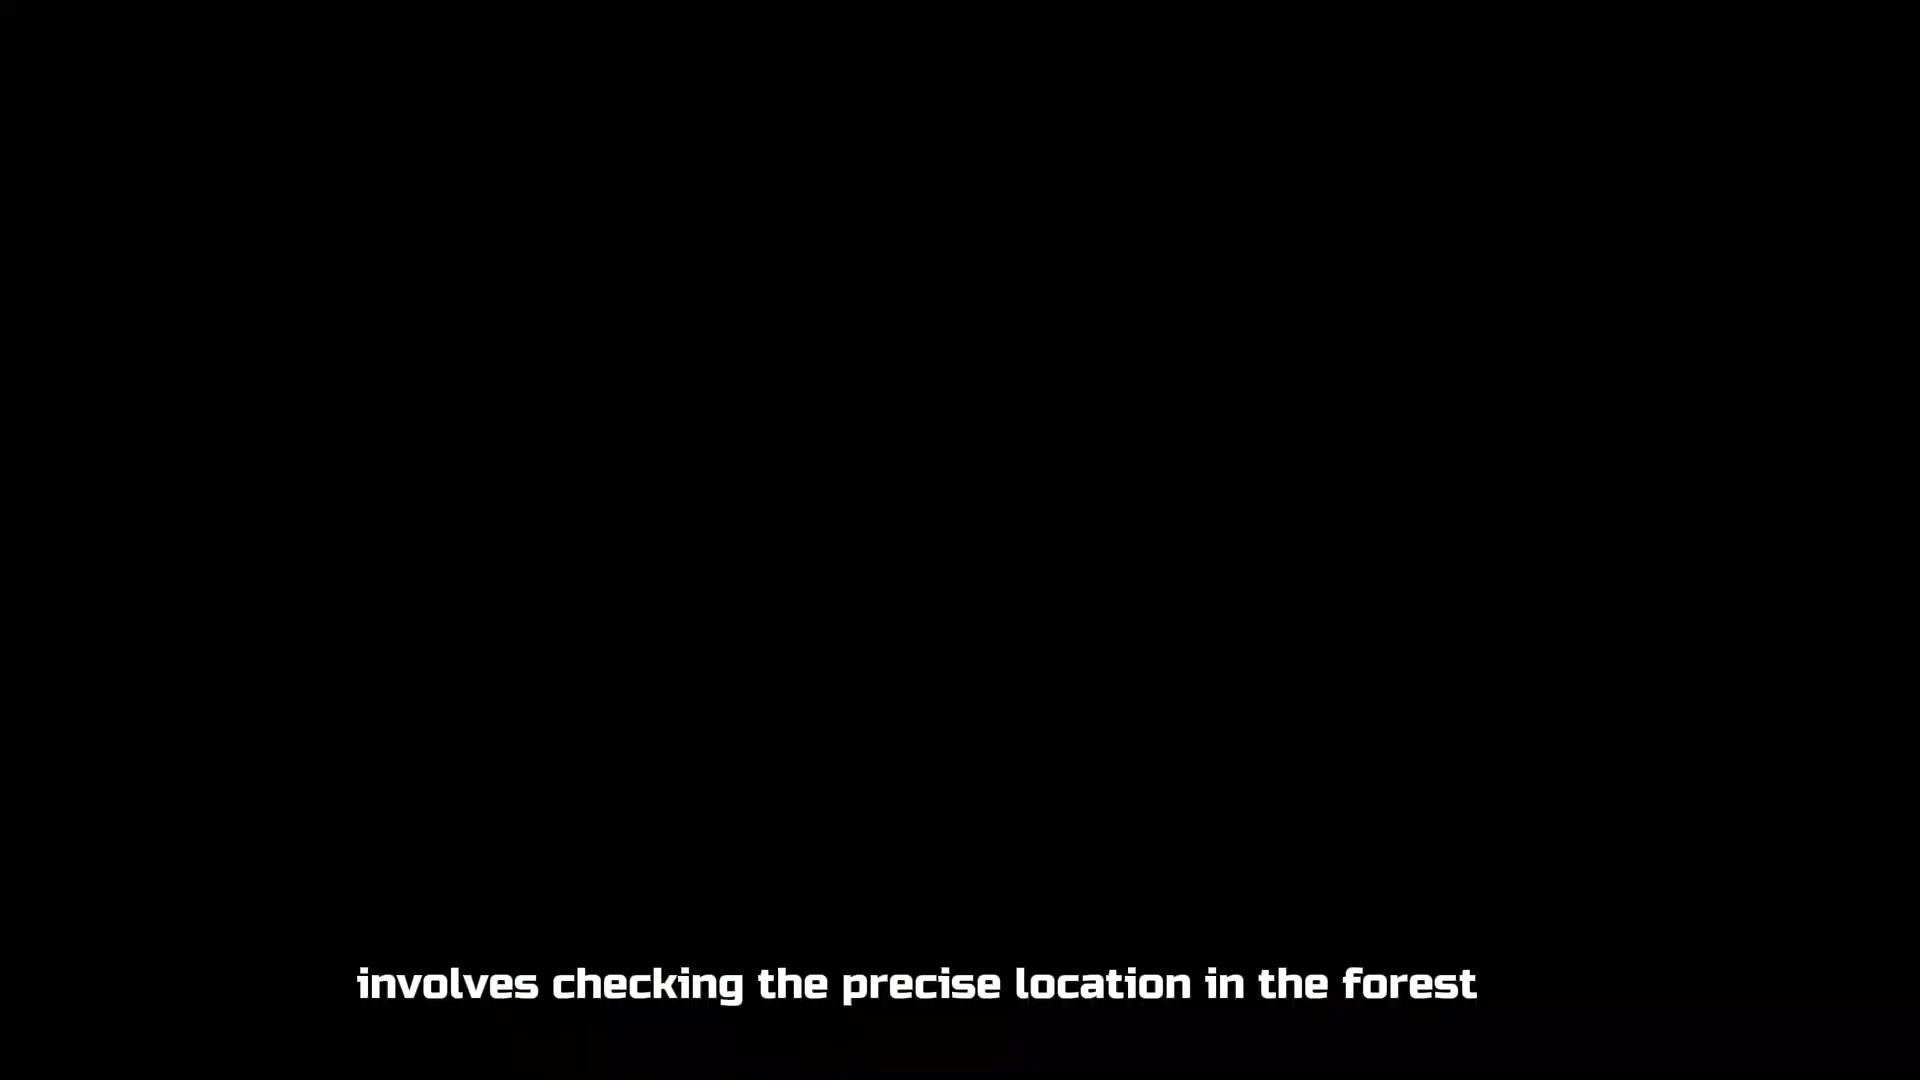 involves checking the precise location in the forest